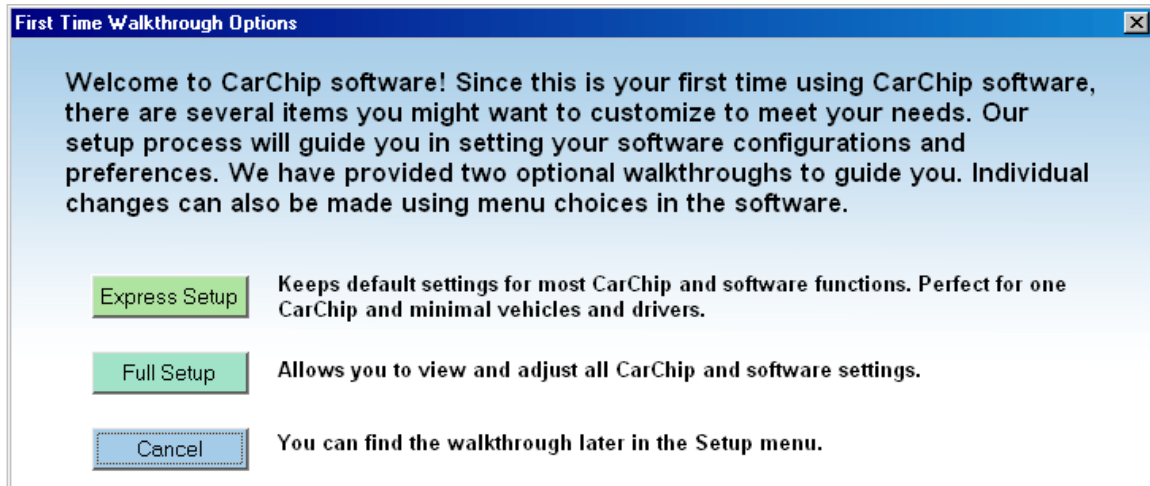 First Time Walkthrough Options
Welcome to CarChip software! Since this is your first time using CarChip software,
there are several items you might want to customize to meet your needs. Our
setup process will guide you in setting your software configurations and
preferences. We have provided two optional walkthroughs to guide you. Individual
changes can also be made using menu choices in the software.
Express Setup
Keeps default settings for most CarChip and software functions. Perfect for one
CarChip and minimal vehicles and drivers.
Full Setup
Allows you to view and adjust all CarChip and software settings.
Cancel
You can find the walkthrough later in the Setup menu.